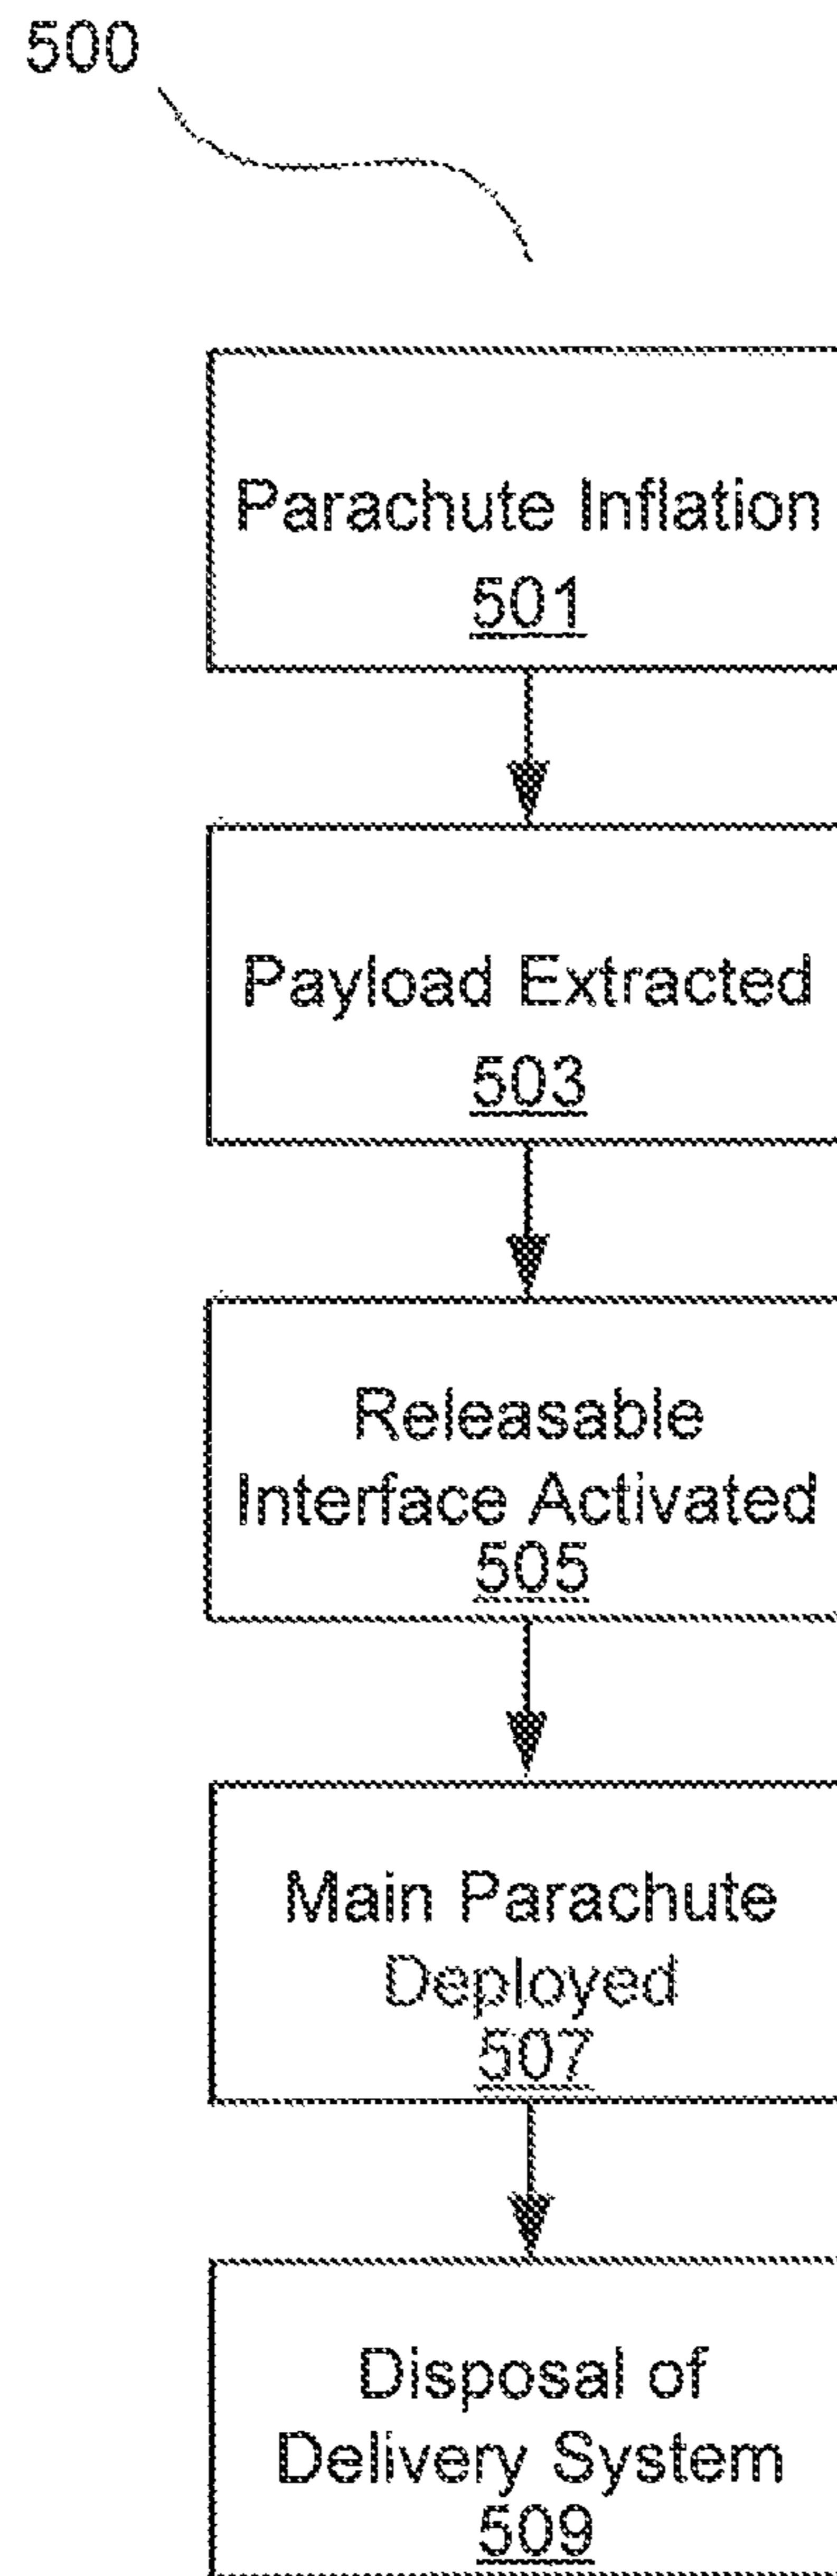 500
Parachute Inflation
501
Payload Extracted
503
Releasable
Interface Activated
505
Main Parachute
Deployed
507
Disposal of
Delivery System
509